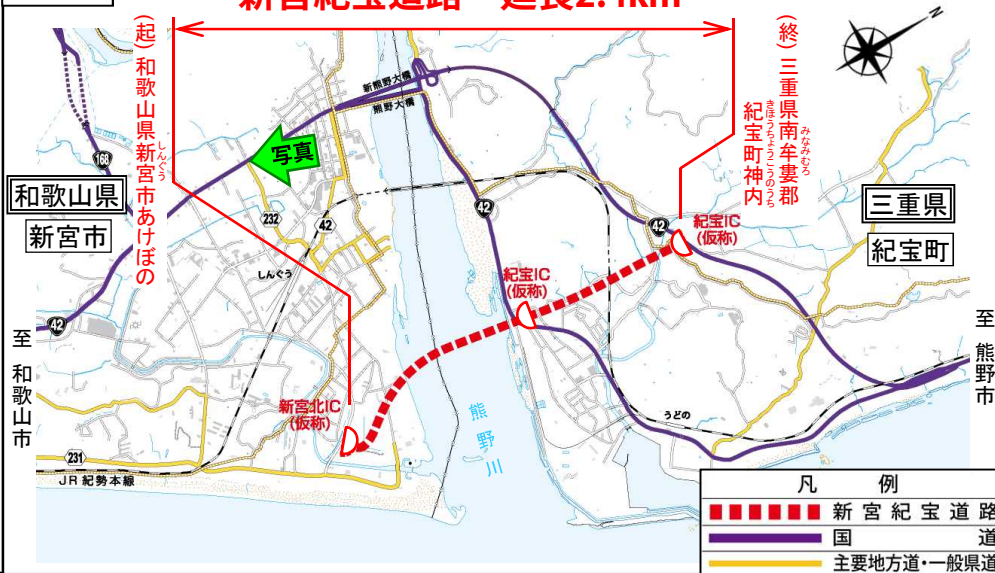 新宮紀宝道路 延長2.4km
N
(起)和歌山県新宮市あけぼの
しんぐう
(終)三重県南牟婁郡
みなみむろ
紀宝町神内
きほうちょうこうのうち
新熊野大橋
熊野大橋
写真
168
和歌山県
新宮市
232
42
42
42
三重県
紀宝町
紀宝IC
(仮称)
しんぐう
紀宝IC
(仮称)
42
至和歌山市
至熊野市
新宮北IC
(仮称)
熊野川
うどの
231
JR紀勢本線
凡例
新宮紀宝道路
国道
主要地方道・一般県道